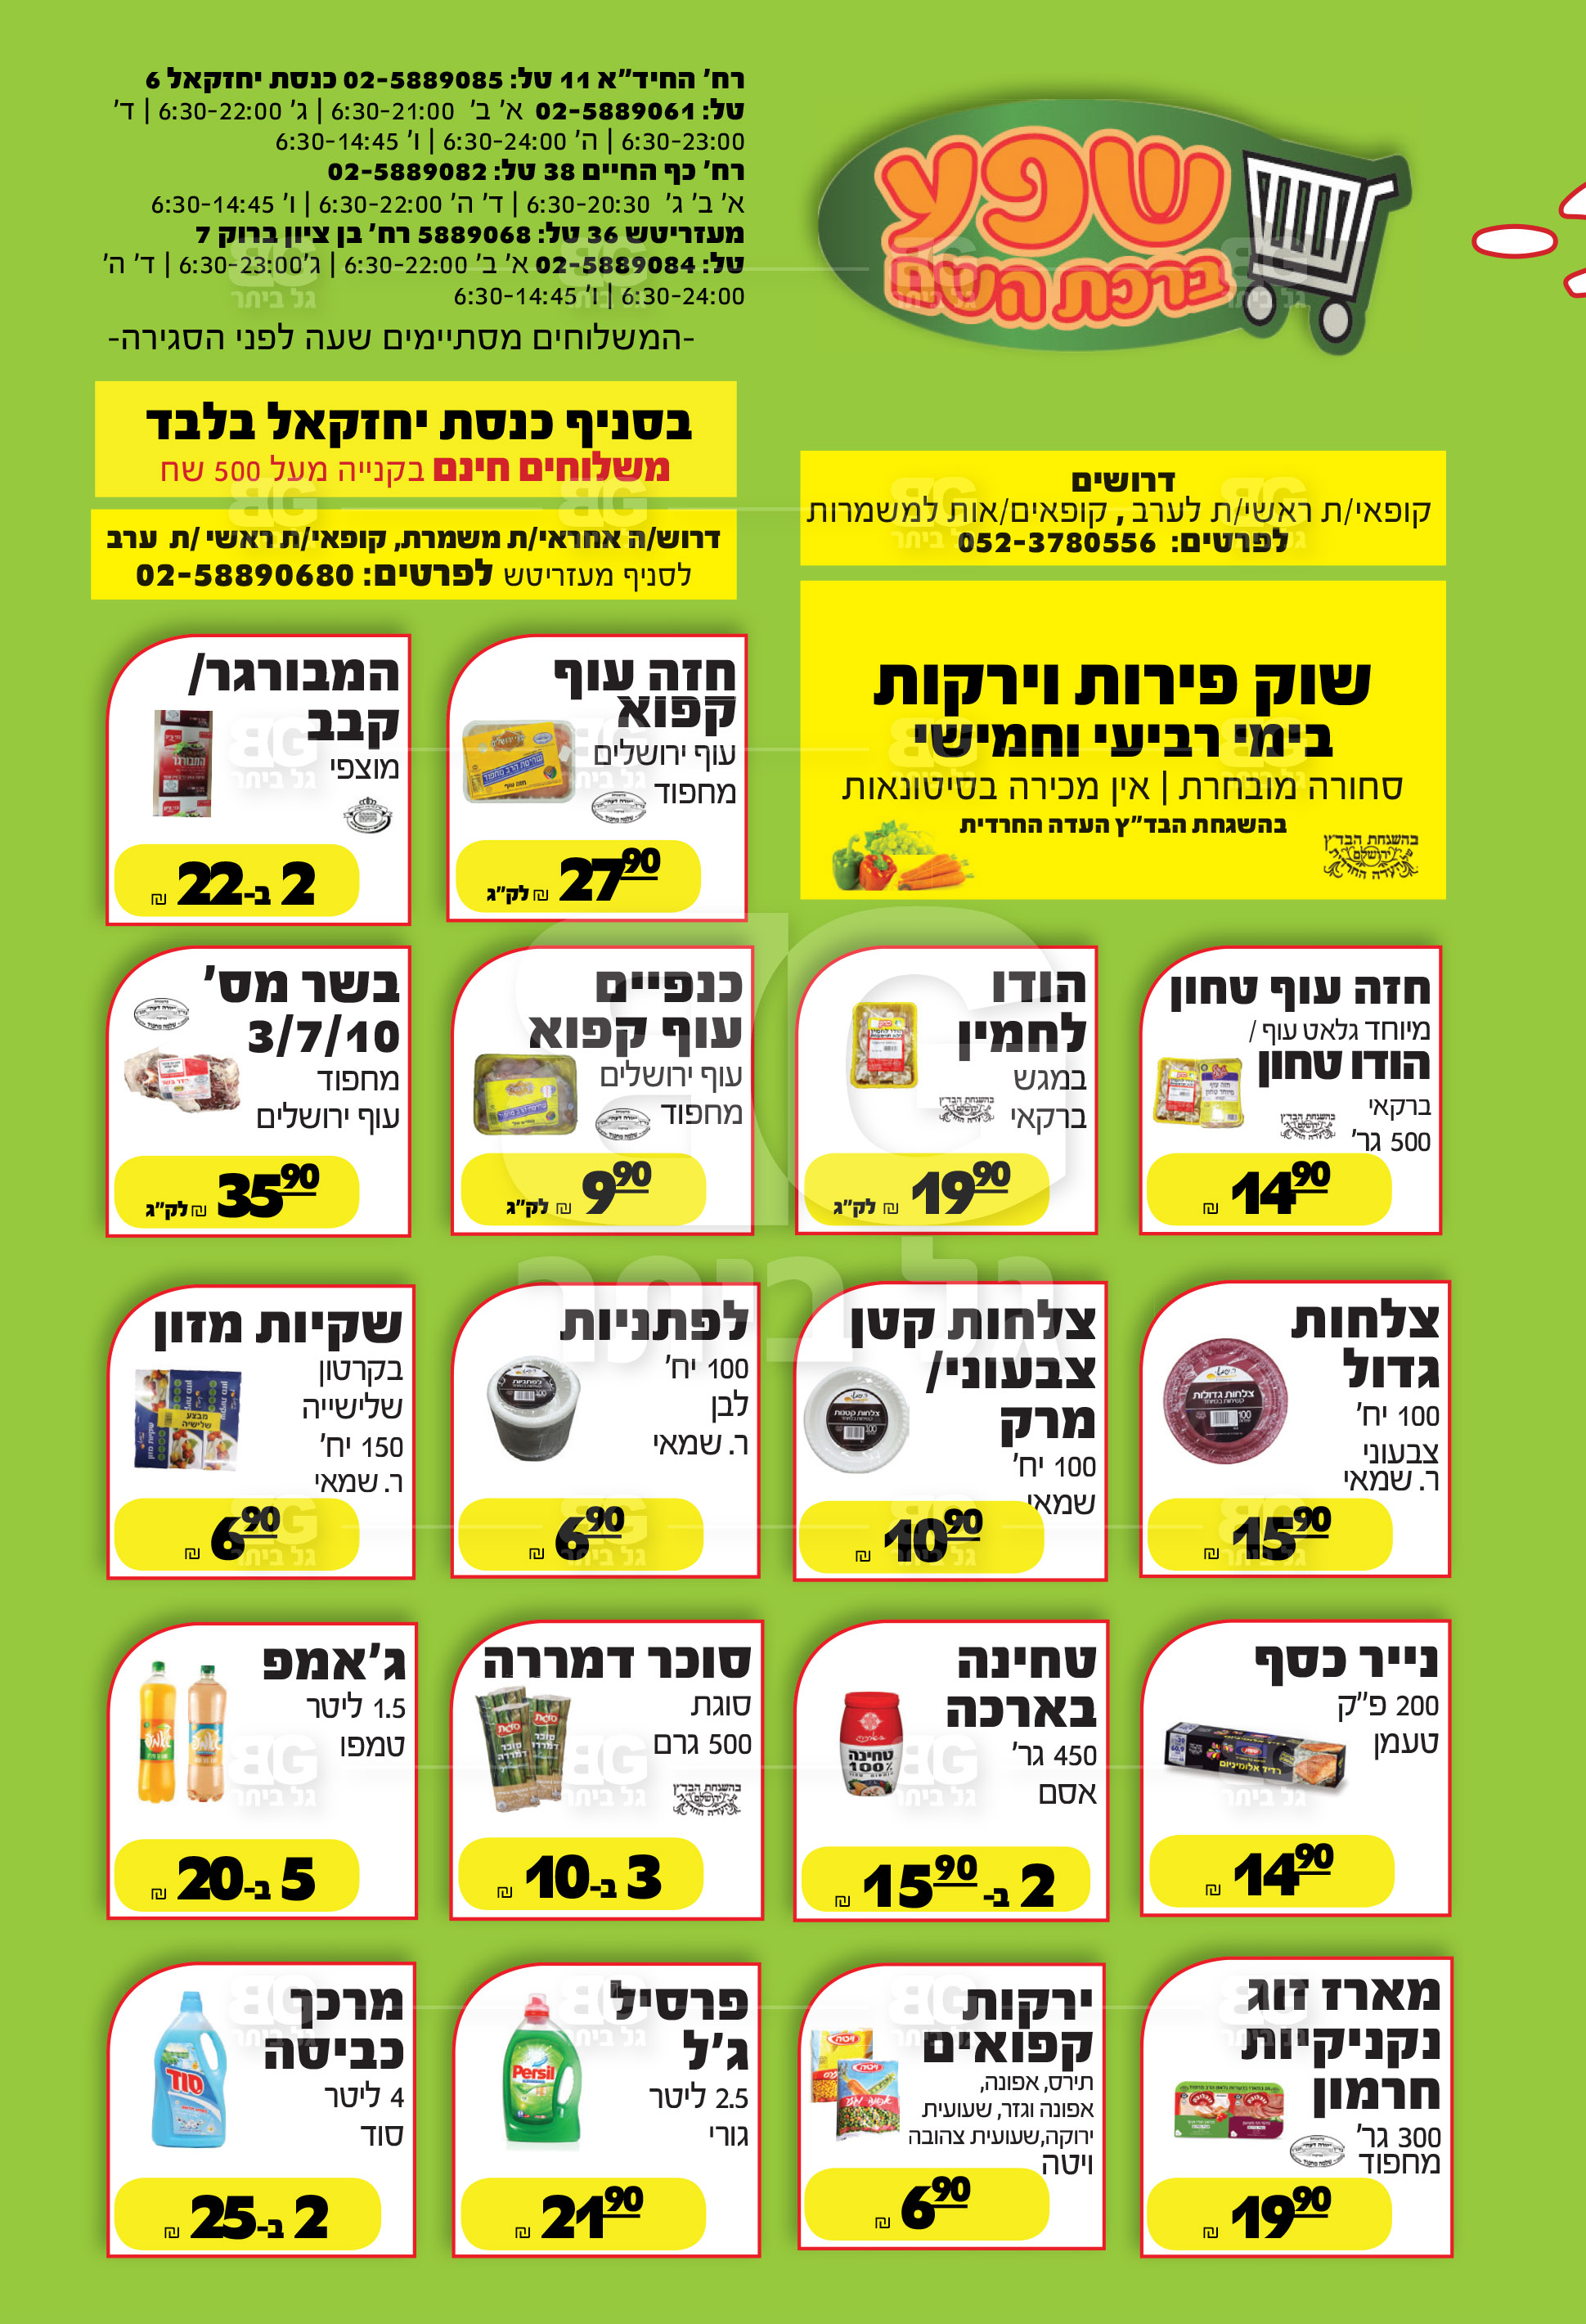 שפע
ברכת השם
רח' החיד"א 11 טל: 02-5889085 כנסת יחזקאל 6
טל: 02-5889061 א' ב' 6:30-21:00 | ג' 6:30-22:00 | ד'
6:30-23:00 | ה' 6:30-24:00 | ו' 6:30-14:45
רח' כף החיים 38 טל: 02-5889082
א' ב' ג' 6:30-20:30 | ד' ה' 6:30-22:00 | ו' 6:30-14:45
מעזריטש 36 טל: 5889068 רח' בן ציון ברוק 7
טל: 02-5889084 א' ב' 6:30-22:00 | ג' 6:30-23:00 | ד' ה'
6:30-24:00 | ו' 6:30-14:45
-המשלוחים מסתיימים שעה לפני הסגירה-
בסניף כנסת יחזקאל בלבד
משלוחים חינם בקנייה מעל 500 שח
דרוש/ה אחראי/ת משמרת, קופאי/ת ראשי /ת ערב
לסניף מעזריטש לפרטים: 02-58890680
דרושים
קופאי/ת ראשי/ת לערב , קופאים/אות למשמרות
לפרטים: 052-3780556
שוק פירות וירקות
בימי רביעי וחמישי
סחורה מובחרת | אין מכירה בסיטונאות
בהשגחת הבד"ץ העדה החרדית
בהשגחת הבד"ץ
ירושלם
העדה החרדית
חזה עוף
קפוא
עוף ירושלים
מחפוד
27.90 ₪ לק"ג
המבורגר/
קבב
מוצפי
2 ב-22 ₪
חזה עוף טחון
מיוחד גלאט עוף /
הודו טחון
ברקאי
500 גר'
14.90 ₪
הודו
לחמין
במגש
ברקאי
19.90 ₪ לק"ג
כנפיים
עוף קפוא
עוף ירושלים
מחפוד
9.90 ₪ לק"ג
בשר מס'
3/7/10
מחפוד
עוף ירושלים
35.90 ₪ לק"ג
צלחות
גדול
100 יח'
צבעוני
ר. שמאי
15.90 ₪
צלחות קטן
צבעוני/
מרק
100 יח'
שמאי
10.90 ₪
לפתניות
100 יח'
לבן
ר. שמאי
6.90 ₪
שקיות מזון
בקרטון
שלישייה
150 יח'
ר. שמאי
6.90 ₪
נייר כסף
200 פ"ק
טעמן
14.90 ₪
טחינה
בארכה
450 גר'
אסם
2 ב- 15.90 ₪
סוכר דמררה
סוגת
500 גרם
3 ב-10 ₪
ג'אמפ
1.5 ליטר
טמפו
5 ב-20 ₪
מארז זוג
נקניקיות
חרמון
300 גר'
מחפוד
19.90 ₪
ירקות
קפואים
תירס, אפונה,
אפונה וגזר, שעועית
ירוקה,שעועית צהובה
ויטה
6.90 ₪
פרסיל
ג'ל
2.5 ליטר
גורי
Persil
21.90 ₪
מרכך
כביסה
4 ליטר
סוד
סוד
2 ב-25 ₪
BG
גל ביתר